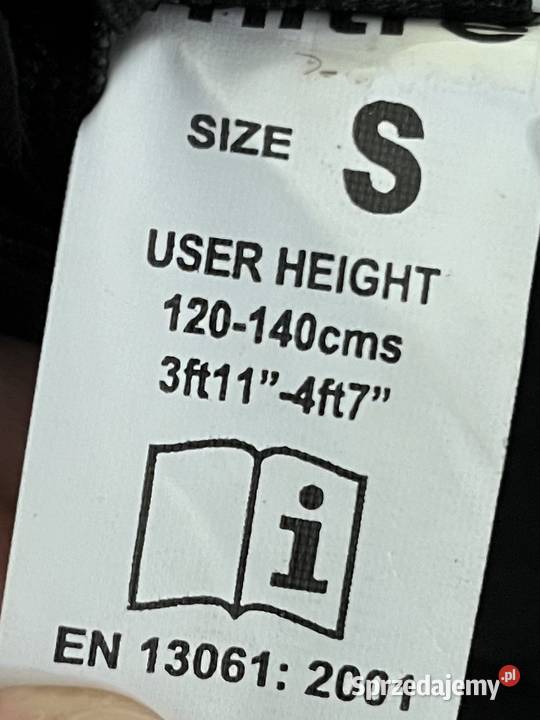 SIZE S
USER HEIGHT
120-140cms
3ft11”-4ft7”
i
EN 13061: 2001
Sprzedajemy.pl